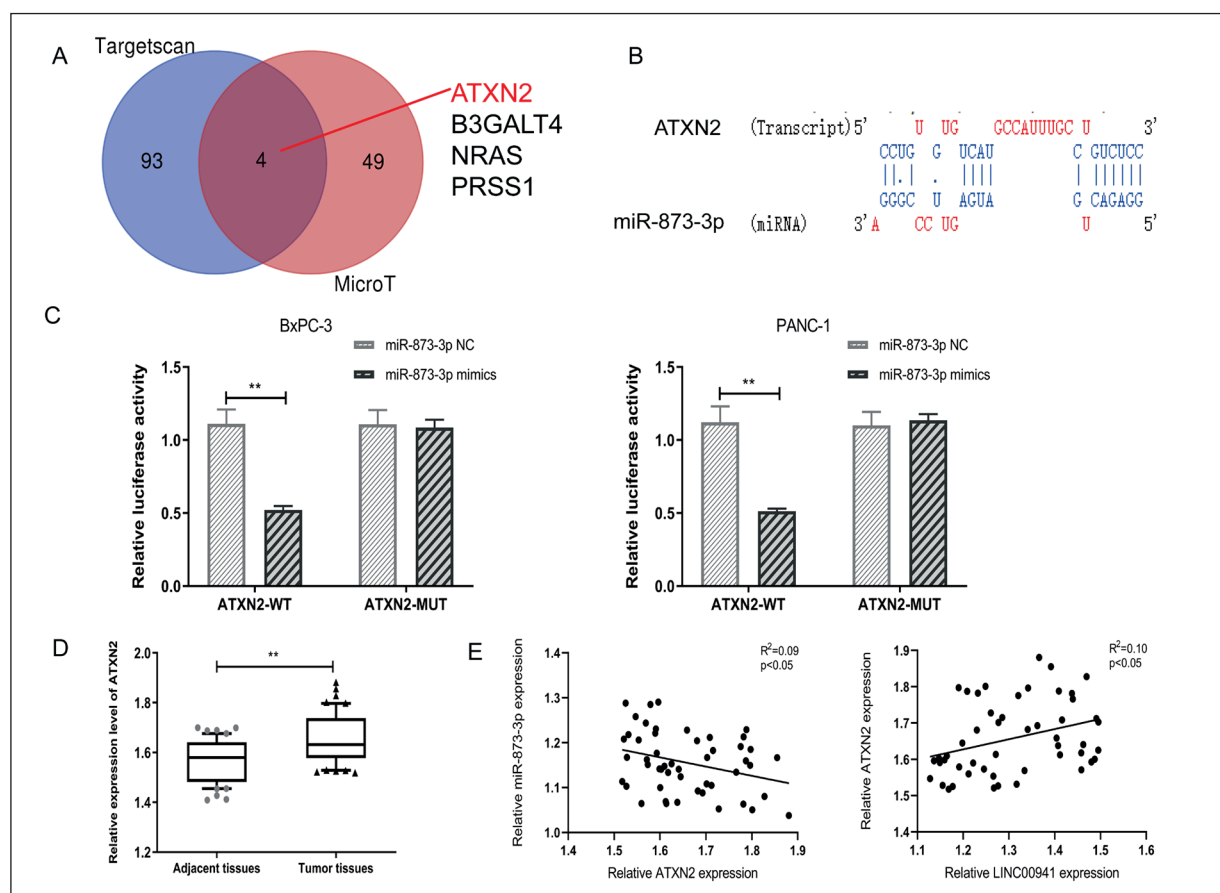 A
Targetscan
93
4
49
MicroT
ATXN2
B3GALT4
NRAS
PRSS1
B
ATXN2 (Transcript) 5' U UG GCCAUUUGC U 3'
CCUG G UCAU C GUCUCC
||.| . |||| | ||||||
GGGC U AGUA G CAGAGG
miR-873-3p (miRNA) 3' A CC UG U 5'
C
BxPC-3
miR-873-3p NC
miR-873-3p mimics
Relative luciferase activity
1.5
1.0
0.5
0.0
**
ATXN2-WT ATXN2-MUT
PANC-1
miR-873-3p NC
miR-873-3p mimics
Relative luciferase activity
1.5
1.0
0.5
0.0
**
ATXN2-WT ATXN2-MUT
D
Relative expression level of ATXN2
2.0
1.8
1.6
1.4
1.2
**
Adjacent tissues Tumor tissues
E
Relative miR-873-3p expression
1.4
1.3
1.2
1.1
1.0
R²=0.09
p<0.05
1.4 1.5 1.6 1.7 1.8 1.9
Relative ATXN2 expression
Relative ATXN2 expression
1.9
1.8
1.7
1.6
1.5
1.4
R²=0.10
p<0.05
1.1 1.2 1.3 1.4 1.5 1.6
Relative LINC00941 expression